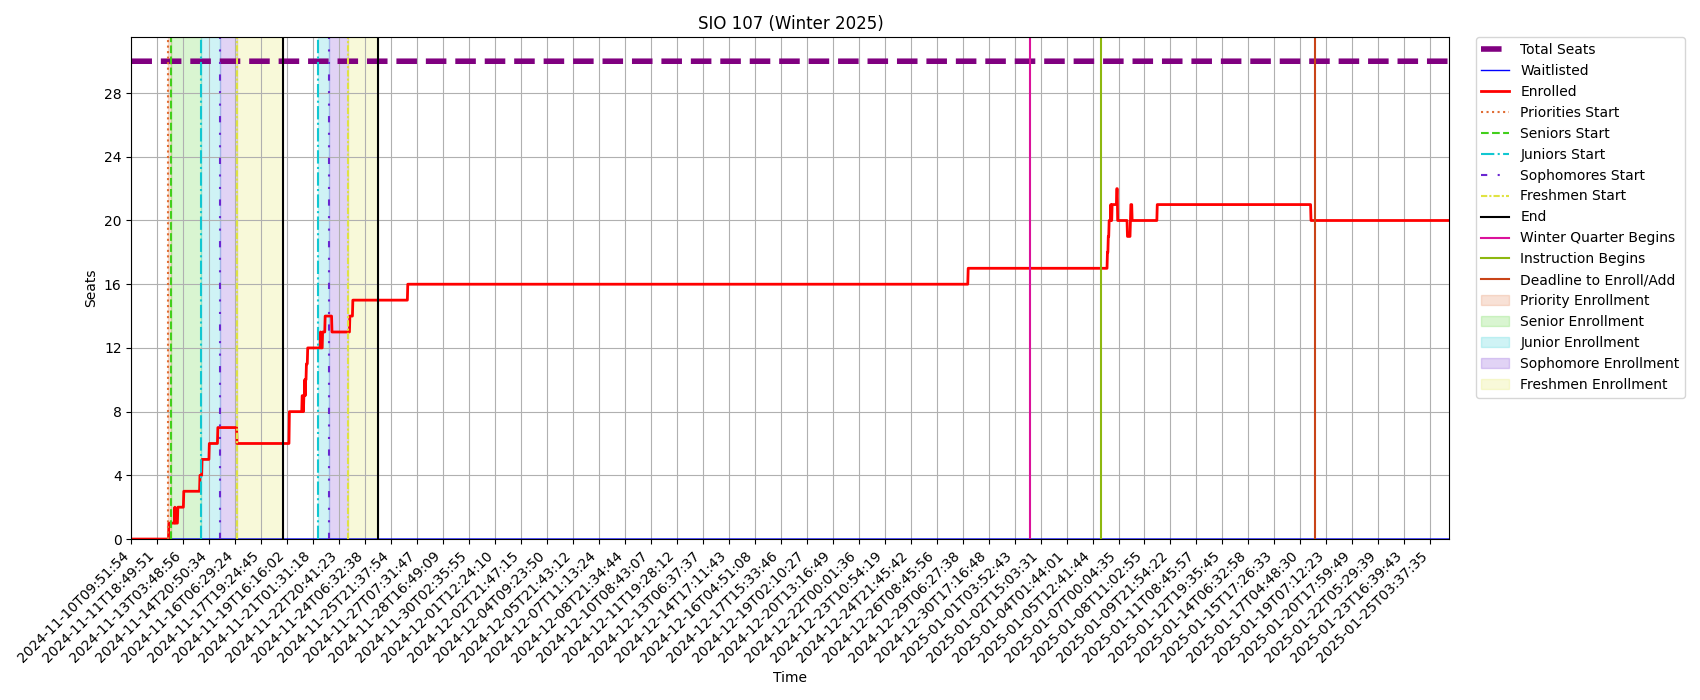 SIO 107 (Winter 2025)
Seats
28
24
20
16
12
8
4
0
2024-11-10T09:51:54
2024-11-11T18:49:51
2024-11-13T03:48:56
2024-11-14T20:50:34
2024-11-16T06:29:24
2024-11-17T19:24:45
2024-11-19T16:16:02
2024-11-21T01:31:18
2024-11-22T20:41:23
2024-11-24T06:32:38
2024-11-25T21:37:54
2024-11-27T07:31:47
2024-11-28T16:49:09
2024-11-30T02:35:55
2024-12-01T12:24:10
2024-12-02T21:47:15
2024-12-04T09:23:50
2024-12-05T21:43:12
2024-12-07T11:13:24
2024-12-08T21:34:44
2024-12-10T08:43:07
2024-12-11T19:28:12
2024-12-13T06:37:37
2024-12-14T17:11:43
2024-12-16T04:51:08
2024-12-17T15:33:46
2024-12-19T02:10:27
2024-12-20T13:16:49
2024-12-22T00:01:36
2024-12-23T10:54:19
2024-12-24T21:45:42
2024-12-26T08:45:56
2024-12-29T06:27:38
2024-12-30T17:16:48
2025-01-01T03:52:43
2025-01-02T15:03:31
2025-01-04T01:44:01
2025-01-05T12:41:44
2025-01-07T00:04:35
2025-01-08T11:02:55
2025-01-09T21:54:22
2025-01-11T08:45:57
2025-01-12T19:35:45
2025-01-14T06:32:58
2025-01-15T17:26:33
2025-01-17T04:48:30
2025-01-19T07:12:23
2025-01-20T17:59:49
2025-01-22T05:29:39
2025-01-23T16:39:43
2025-01-25T03:37:35
Time
Total Seats
Waitlisted
Enrolled
Priorities Start
Seniors Start
Juniors Start
Sophomores Start
Freshmen Start
End
Winter Quarter Begins
Instruction Begins
Deadline to Enroll/Add
Priority Enrollment
Senior Enrollment
Junior Enrollment
Sophomore Enrollment
Freshmen Enrollment